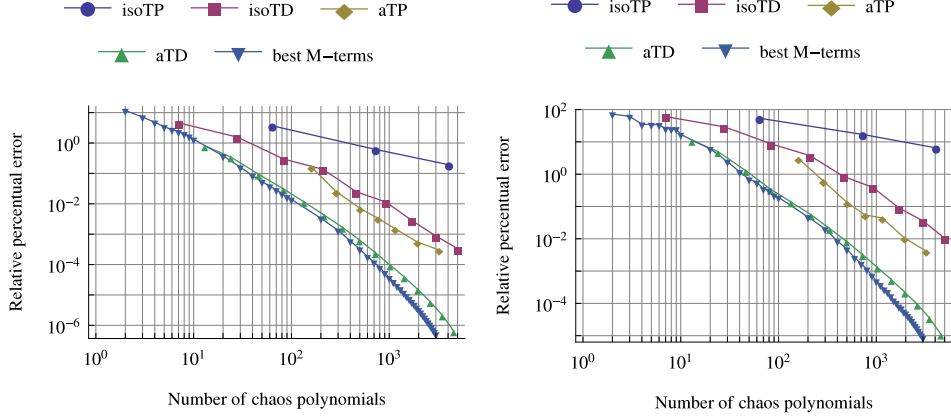 isoTP isoTD aTP
aTD best M−terms
10^0
10^-2
10^-4
10^-6
Relative percentual error
10^0 10^1 10^2 10^3
Number of chaos polynomials
isoTP isoTD aTP
aTD best M−terms
10^2
10^0
10^-2
10^-4
Relative percentual error
10^0 10^1 10^2 10^3
Number of chaos polynomials